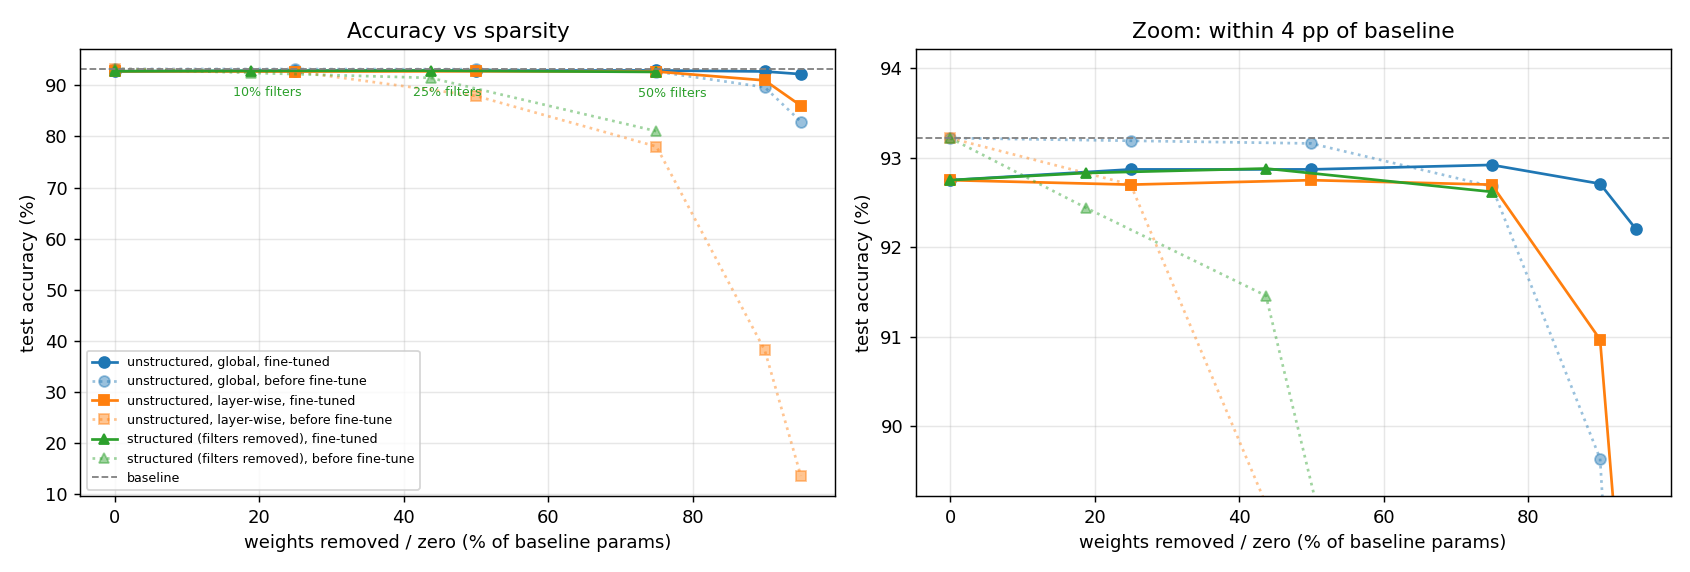 Accuracy vs sparsity
test accuracy (%)
90
80
70
60
50
40
30
20
10
10% filters
25% filters
50% filters
unstructured, global, fine-tuned
unstructured, global, before fine-tune
unstructured, layer-wise, fine-tuned
unstructured, layer-wise, before fine-tune
structured (filters removed), fine-tuned
structured (filters removed), before fine-tune
baseline
0 20 40 60 80
weights removed / zero (% of baseline params)
Zoom: within 4 pp of baseline
test accuracy (%)
94
93
92
91
90
0 20 40 60 80
weights removed / zero (% of baseline params)